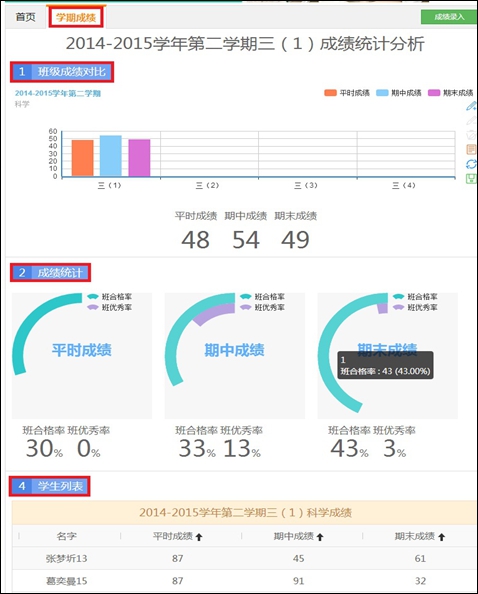 首页 学期成绩 成绩录入
2014-2015学年第二学期三（1）成绩统计分析
1 班级成绩对比
2014-2015学年第二学期
科学
平时成绩 期中成绩 期末成绩
60
50
40
30
20
10
0
三（1） 三（2） 三（3） 三（4）
平时成绩 期中成绩 期末成绩
48 54 49
2 成绩统计
班合格率 班合格率 班合格率
班优秀率 班优秀率 班优秀率
平时成绩 期中成绩 期末成绩
1
班合格率 : 43 (43.00%)
班合格率 班优秀率 班合格率 班优秀率 班合格率 班优秀率
30% 0% 33% 13% 43% 3%
4 学生列表
2014-2015学年第二学期三（1）科学成绩
名字 平时成绩 期中成绩 期末成绩
张梦圻13 87 45 61
葛奕曼15 87 91 32